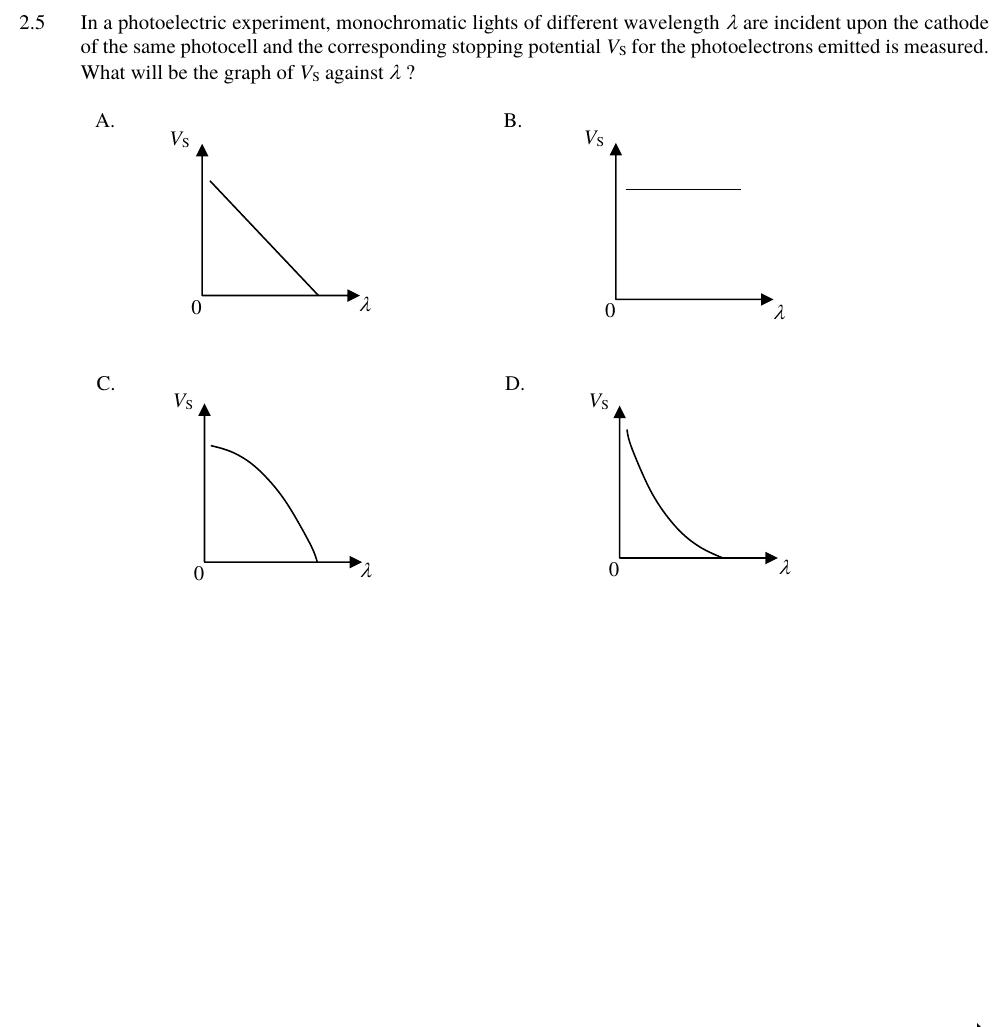 2.5 In a photoelectric experiment, monochromatic lights of different wavelength λ are incident upon the cathode
of the same photocell and the corresponding stopping potential VS for the photoelectrons emitted is measured.
What will be the graph of VS against λ ?
A.
VS
0
λ
B.
VS
0
λ
C.
VS
0
λ
D.
VS
0
λ